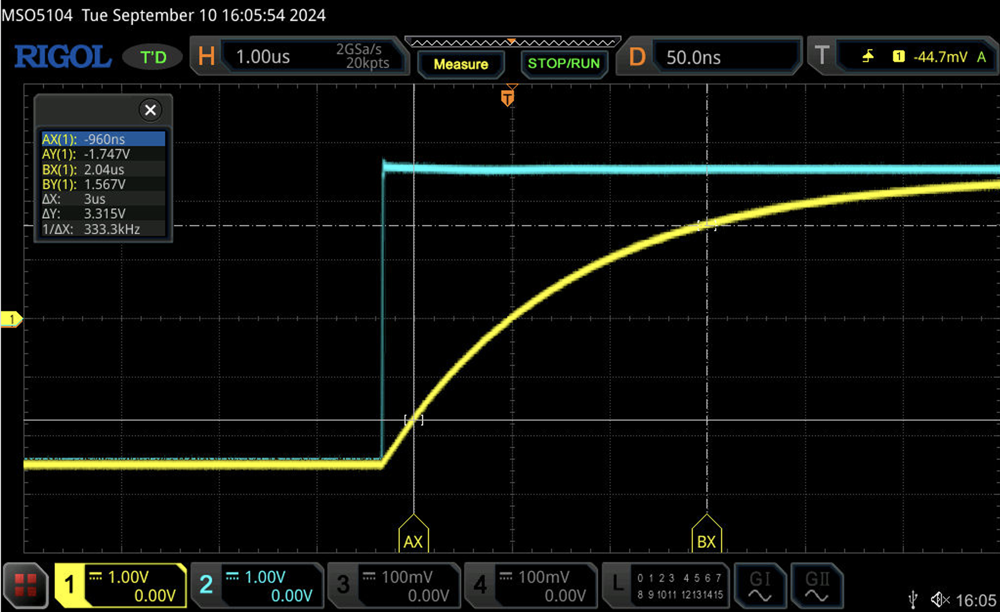 MSO5104 Tue September 10 16:05:54 2024
RIGOL T'D H 1.00us 2GSa/s 20kpts Measure STOP/RUN D 50.0ns T 1 -44.7mV A
T
AX(1): -960ns
AY(1): -1.747V
BX(1): 2.04us
BY(1): 1.567V
ΔX: 3us
ΔY: 3.315V
1/ΔX: 333.3kHz
1
AX BX
1 1.00V 2 1.00V 3 100mV 4 100mV L 0 1 2 3 4 5 6 7 GI GII
0.00V 0.00V 0.00V 0.00V 8 9 10 11 12 13 14 15
16:05